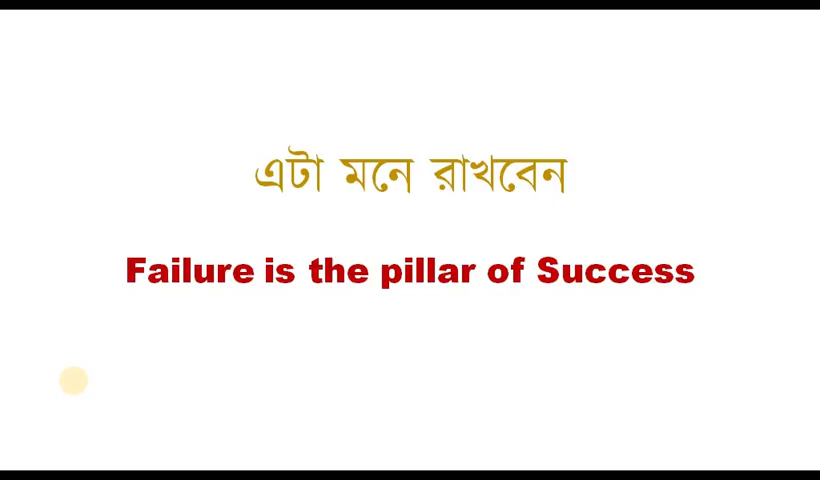 এটা মনে রাখবেন
Failure is the pillar of Success